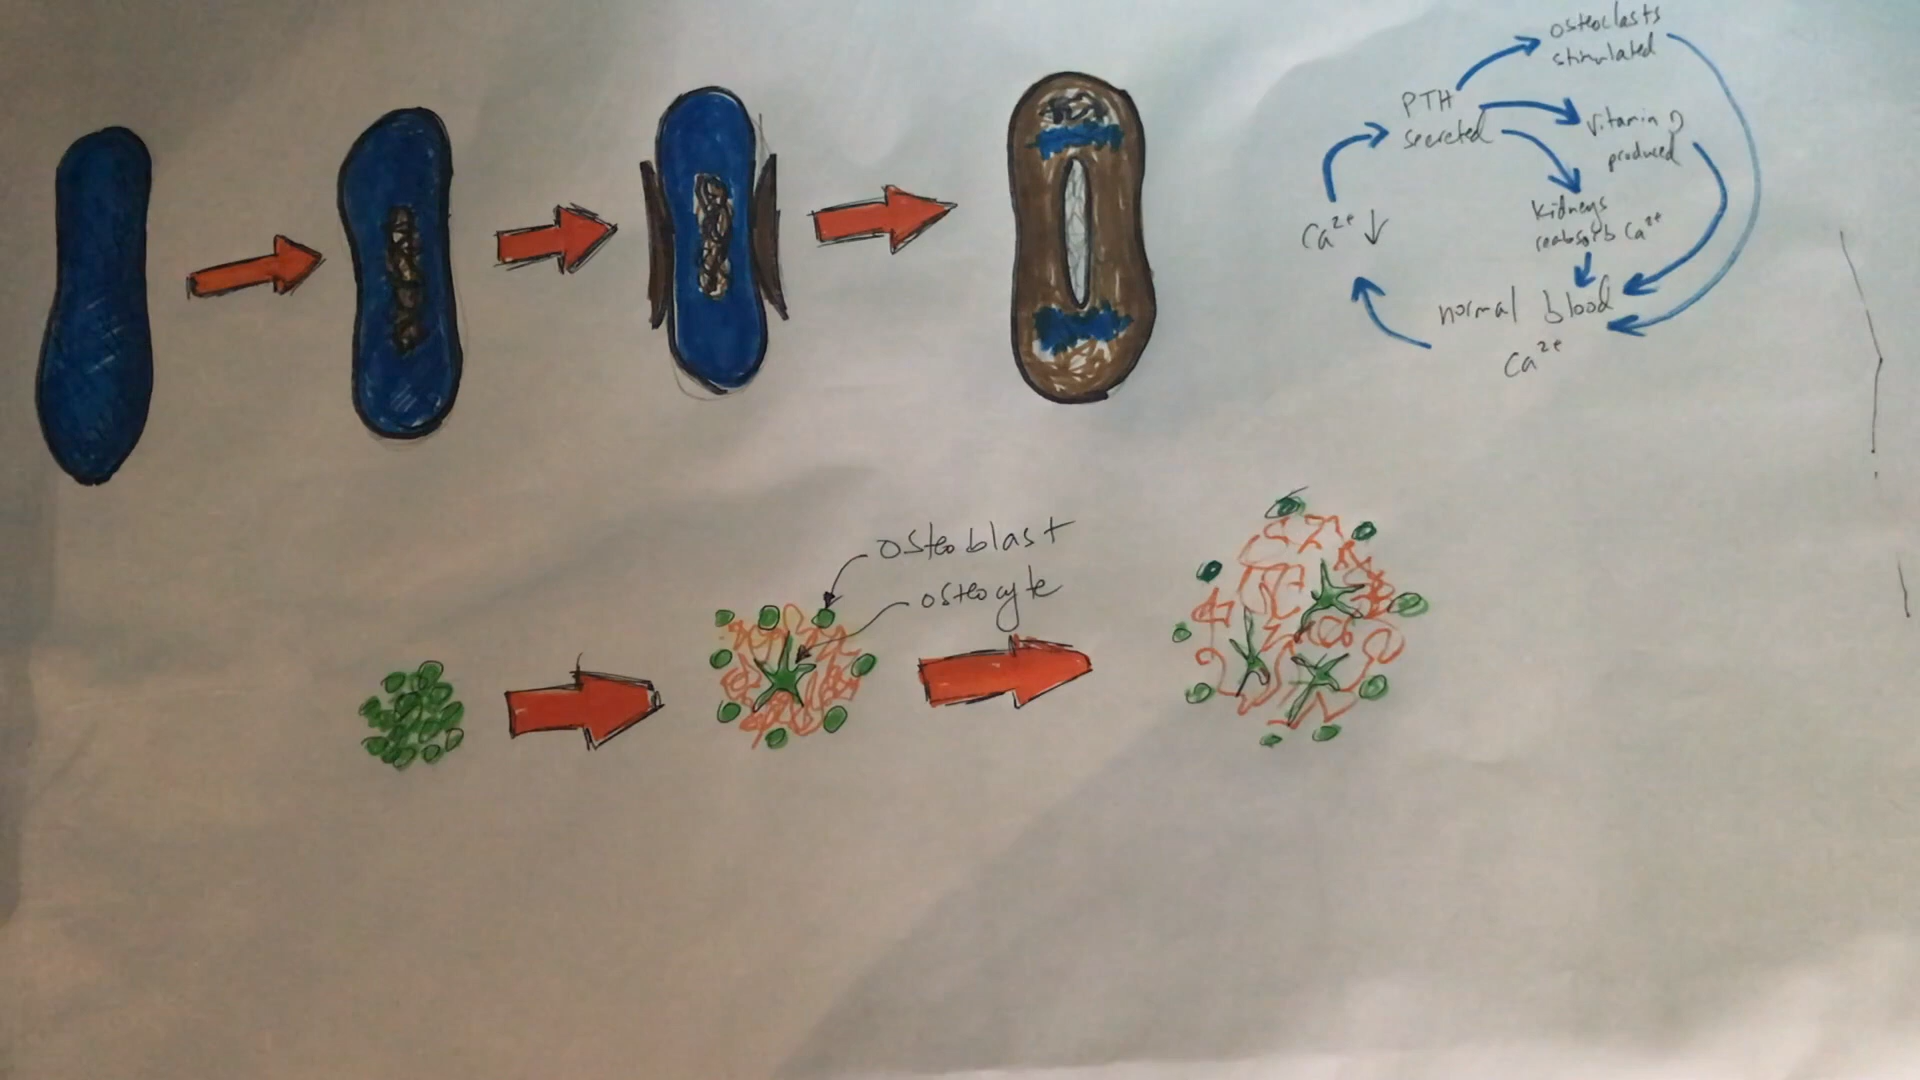 osteoclasts
stimulated
PTH
secreted
vitamin D
produced
Kidneys
reabsorb Ca²⁺
Ca²⁺ ↓
normal blood
Ca²⁺
osteoblast
osteocyte